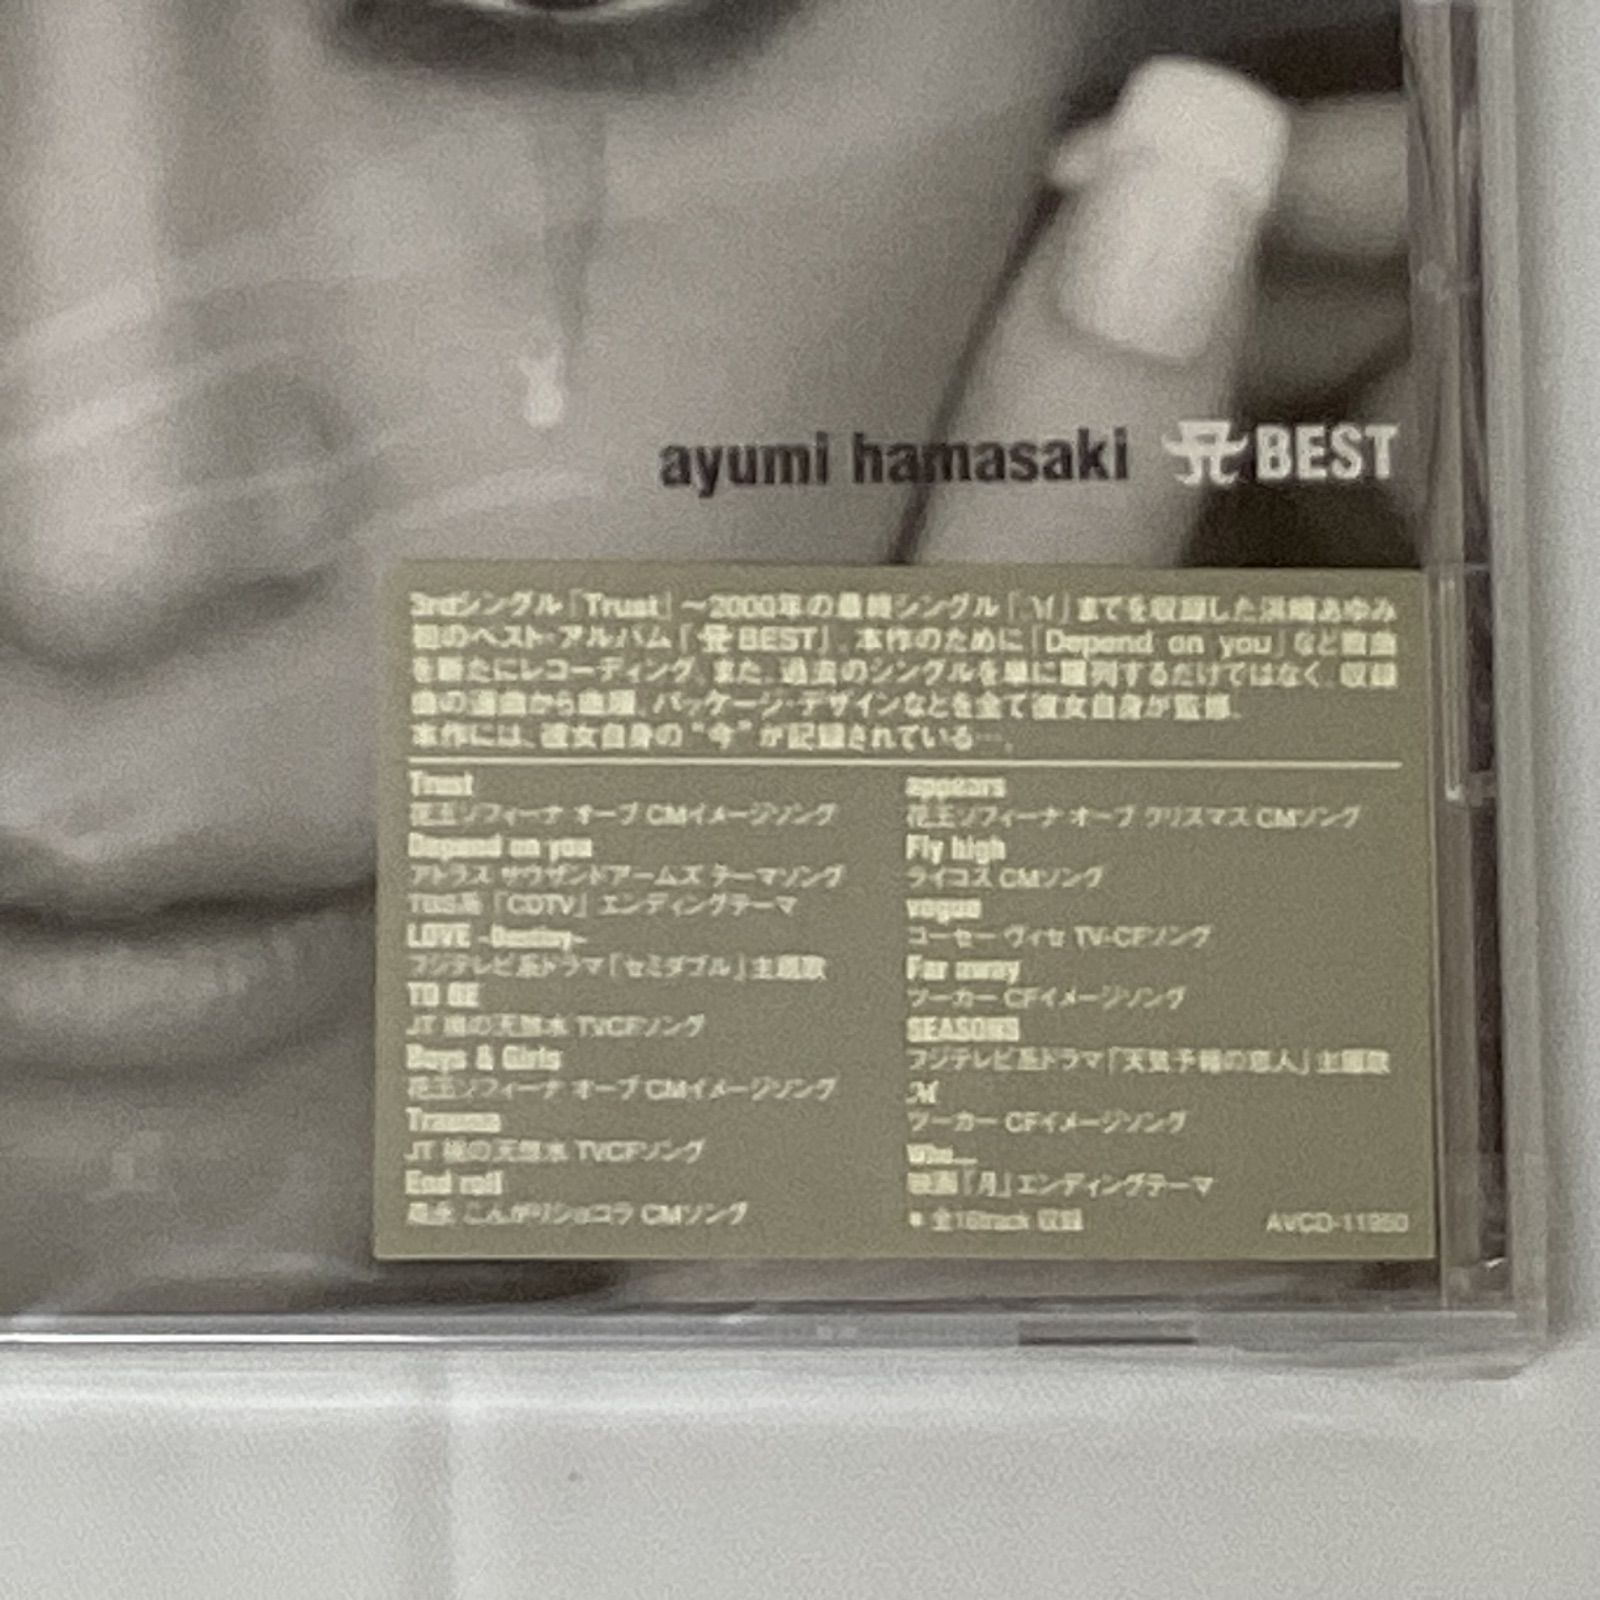 ayumi hamasaki A BEST
3rdシングル「Trust」〜2000年の最終シングル「M」までを収録した浜崎あゆみ
初のベスト・アルバム「A BEST」。本作のために「Depend on you」など数曲
を新たにレコーディング。また、過去のシングルを単に羅列するだけではなく、収録
曲の選曲から曲順、パッケージ・デザインなどを全て彼女自身が監修。
本作には、彼女自身の“今”が記録されている…。
Trust
花王ソフィーナ オーブ CMイメージソング
Depend on you
アトラス サウザンドアームズ テーマソング
TBS系「CDTV」エンディングテーマ
LOVE ~Destiny~
フジテレビ系ドラマ「セミダブル」主題歌
TO BE
JT 桃の天然水 TVCFソング
Boys & Girls
花王ソフィーナ オーブ CMイメージソング
Trauma
JT 桃の天然水 TVCFソング
End roll
森永 こんがりショコラ CMソング
appears
花王ソフィーナ オーブ クリスマス CMソング
Fly high
ライコス CMソング
vogue
コーセー ヴィセ TV-CFソング
Far away
ツーカー CFイメージソング
SEASONS
フジテレビ系ドラマ「天気予報の恋人」主題歌
M
ツーカー CFイメージソング
Who...
映画『月』エンディングテーマ
＊全16track 収録
AVCD-11950